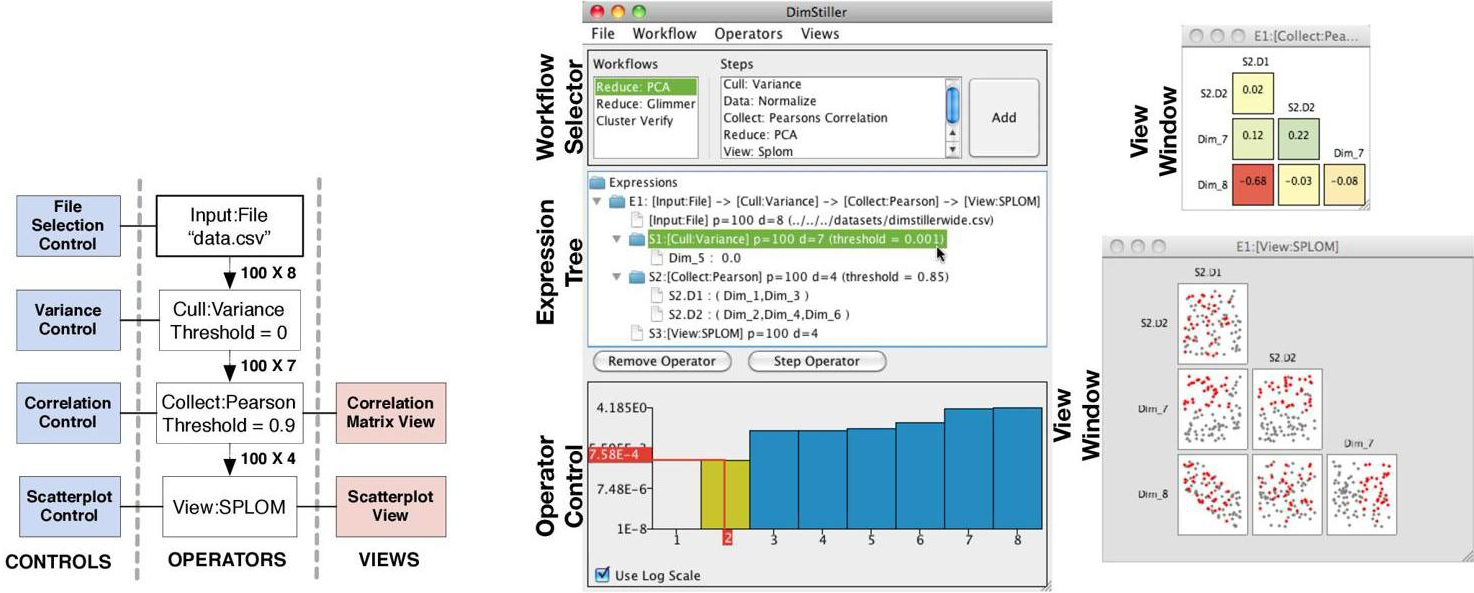 File
Selection
Control
Input:File
“data.csv”
100 X 8
Variance
Control
Cull:Variance
Threshold = 0
100 X 7
Correlation
Control
Collect:Pearson
Threshold = 0.9
Correlation
Matrix View
100 X 4
Scatterplot
Control
View:SPLOM
Scatterplot
View
CONTROLS
OPERATORS
VIEWS
Workflow
Selector
Expression
Tree
Operator
Control
DimStiller
File Workflow Operators Views
Workflows
Reduce: PCA
Reduce: Glimmer
Cluster Verify
Steps
Cull: Variance
Data: Normalize
Collect: Pearsons Correlation
Reduce: PCA
View: Splom
Add
Expressions
E1: [Input:File] -> [Cull:Variance] -> [Collect:Pearson] -> [View:SPLOM]
[Input:File] p=100 d=8 (../../../datasets/dimstillerwide.csv)
S1:[Cull:Variance] p=100 d=7 (threshold = 0.001)
Dim_5 : 0.0
S2:[Collect:Pearson] p=100 d=4 (threshold = 0.85)
S2.D1 : ( Dim_1,Dim_3 )
S2.D2 : ( Dim_2,Dim_4,Dim_6 )
S3:[View:SPLOM] p=100 d=4
Remove Operator
Step Operator
4.185E0
7.58E-4
7.48E-6
1E-8
1 2 3 4 5 6 7 8
Use Log Scale
View
Window
E1:[Collect:Pea...
S2.D1
S2.D2 0.02
S2.D2
Dim_7 0.12 0.22
Dim_7
Dim_8 -0.68 -0.03 -0.08
View
Window
E1:[View:SPLOM]
S2.D1
S2.D2
S2.D2
Dim_7
Dim_7
Dim_8